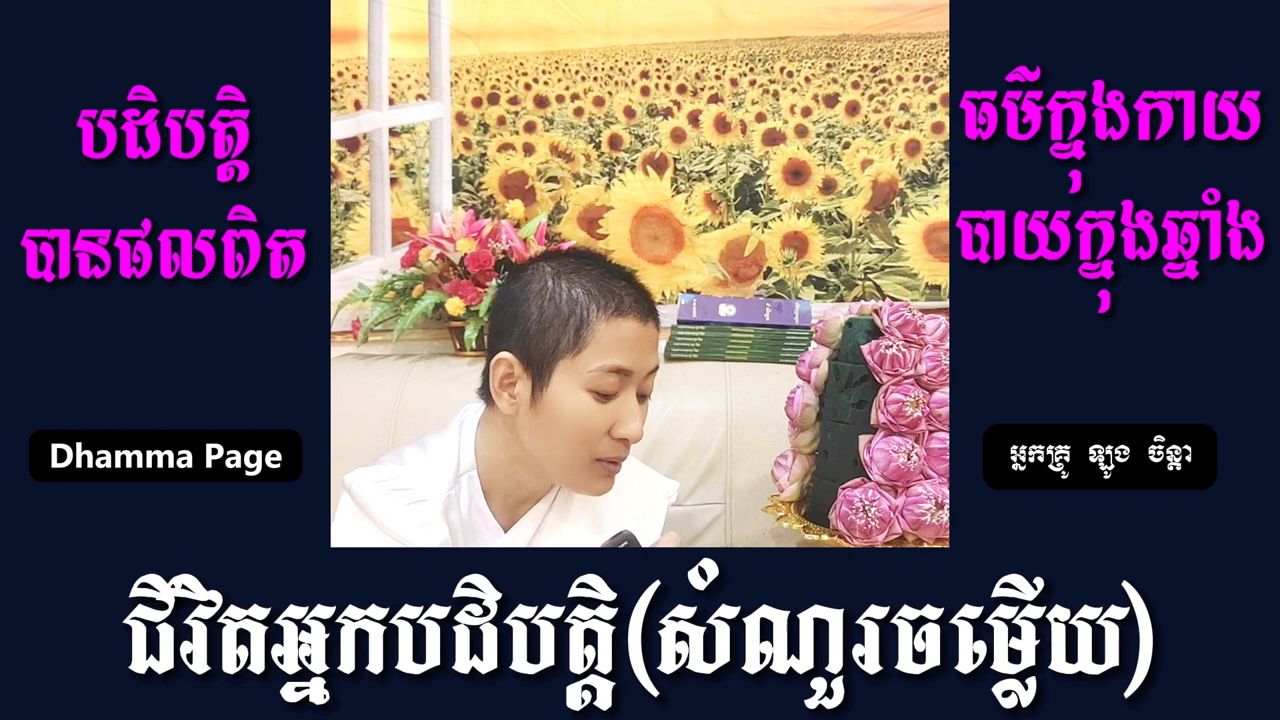 បដិបត្តិ
បានផលពិត
ធម៌ក្នុងកាយ
បាយក្នុងឆ្នាំង
Dhamma Page
អ្នកគ្រូ ឡុង ចិន្តា
ជីវិតអ្នកបដិបត្តិ(សំណួរចម្លើយ)